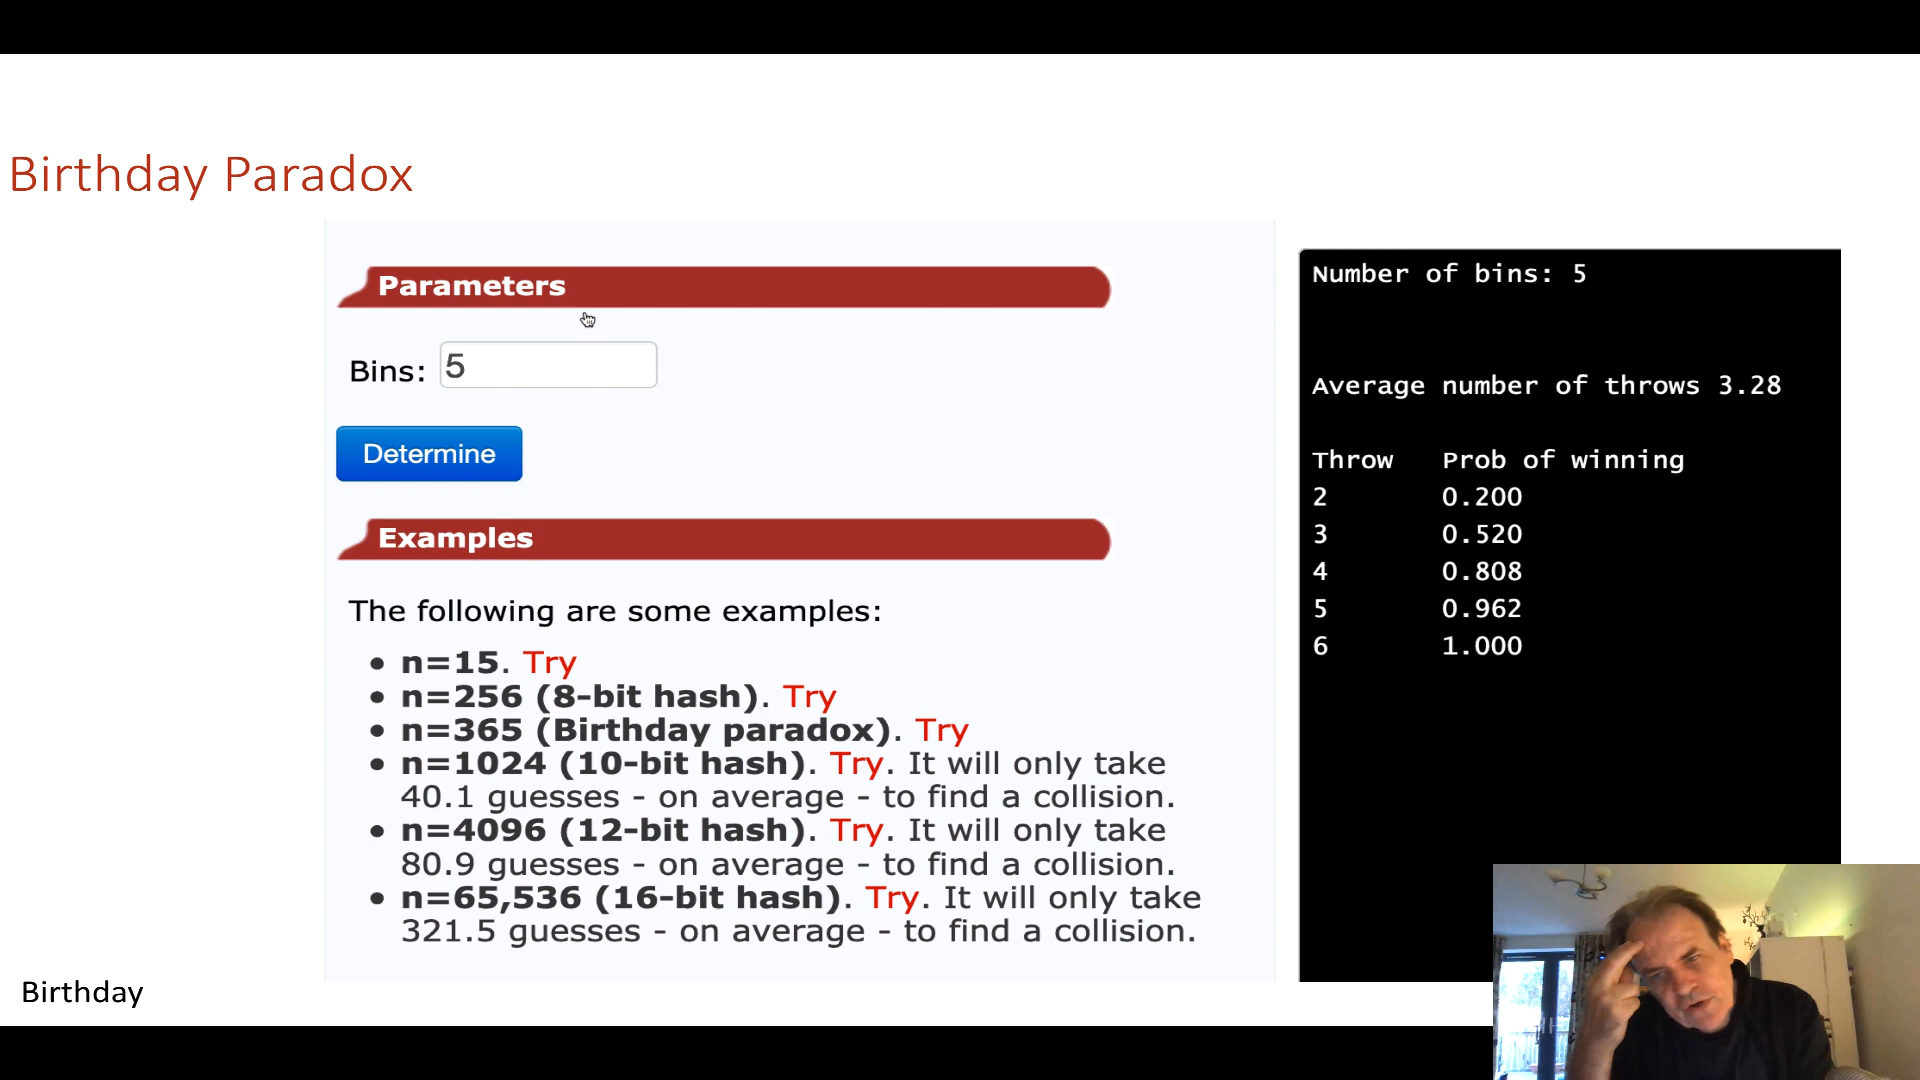 Birthday Paradox
Parameters
Bins: 5
Determine
Examples
The following are some examples:
• n=15. Try
• n=256 (8-bit hash). Try
• n=365 (Birthday paradox). Try
• n=1024 (10-bit hash). Try. It will only take
40.1 guesses - on average - to find a collision.
• n=4096 (12-bit hash). Try. It will only take
80.9 guesses - on average - to find a collision.
• n=65,536 (16-bit hash). Try. It will only take
321.5 guesses - on average - to find a collision.
Number of bins: 5
Average number of throws 3.28
Throw Prob of winning
2 0.200
3 0.520
4 0.808
5 0.962
6 1.000
Birthday